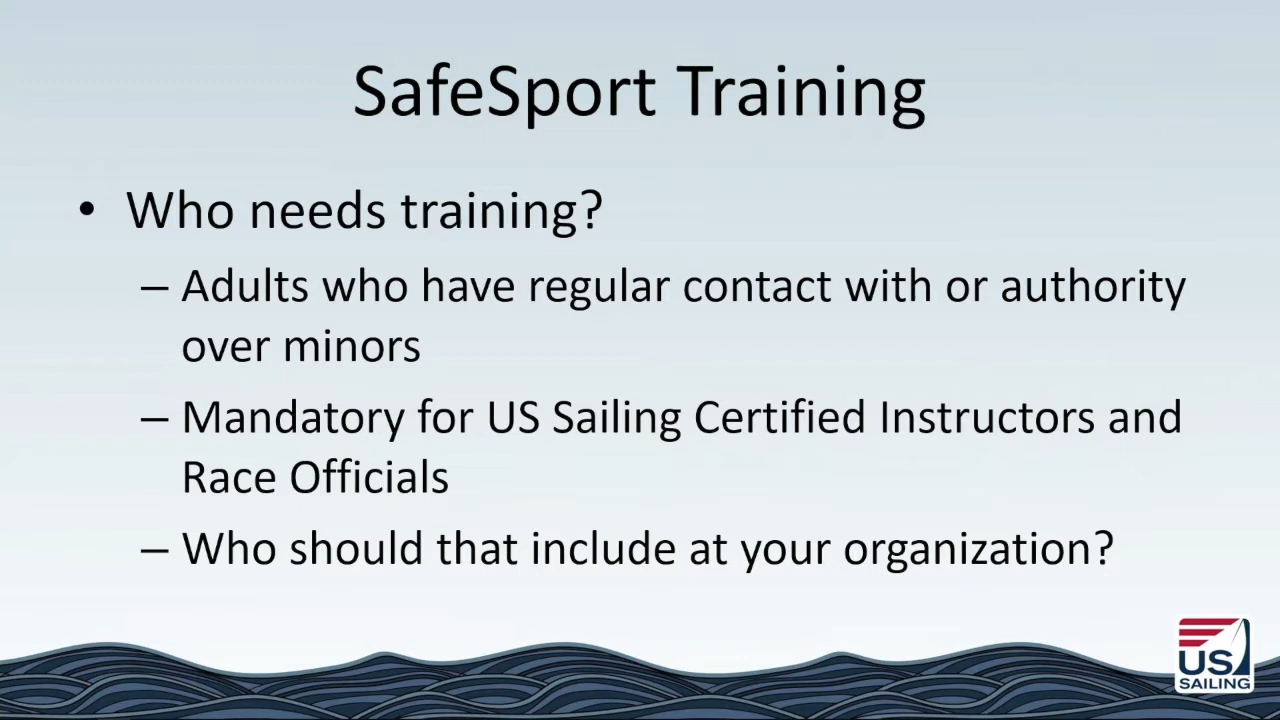 SafeSport Training
• Who needs training?
– Adults who have regular contact with or authority
over minors
– Mandatory for US Sailing Certified Instructors and
Race Officials
– Who should that include at your organization?
US
SAILING